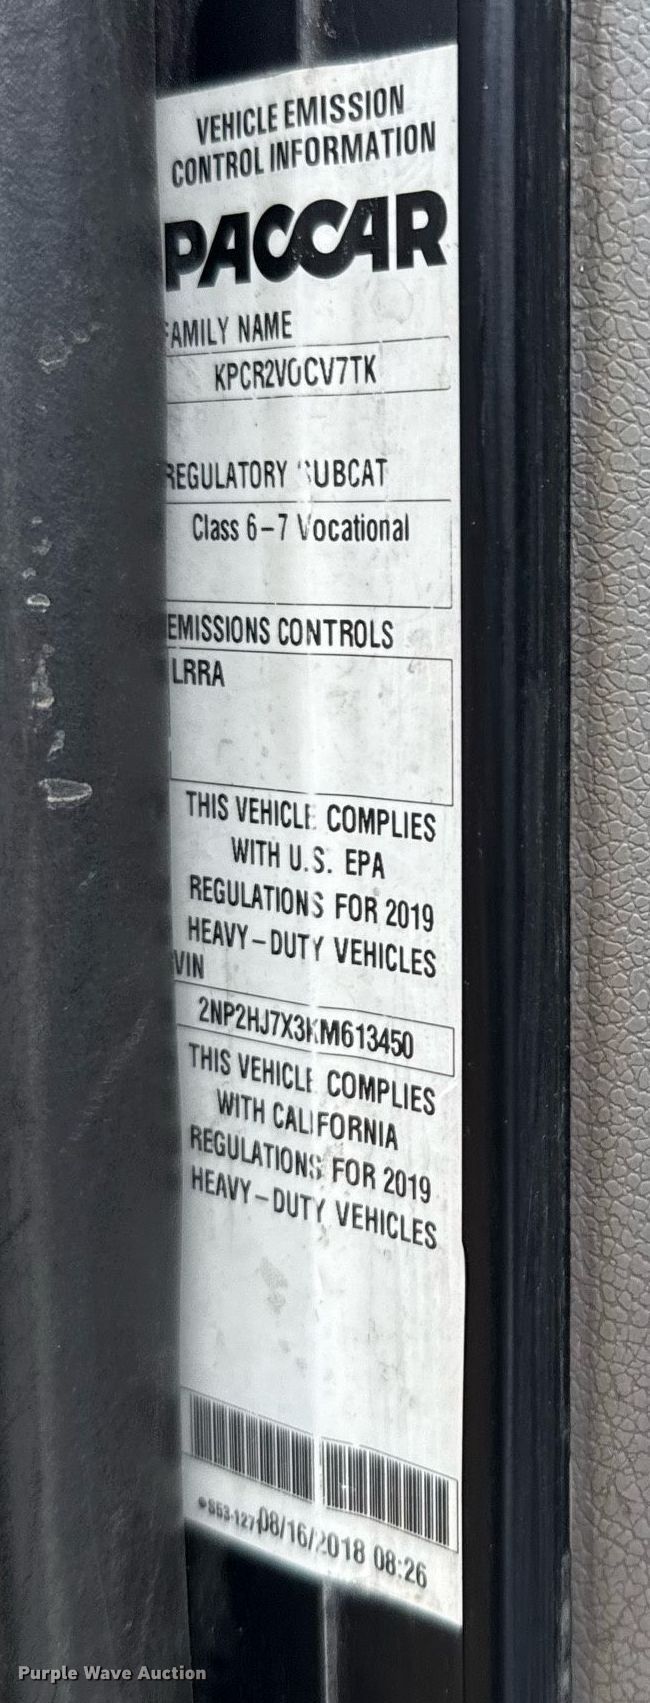 VEHICLE EMISSION
CONTROL INFORMATION
PACCAR
FAMILY NAME
KPCR2VOCV7TK
REGULATORY SUBCAT
Class 6-7 Vocational
EMISSIONS CONTROLS
LRRA
THIS VEHICLE COMPLIES
WITH U.S. EPA
REGULATIONS FOR 2019
HEAVY-DUTY VEHICLES
VIN
2NP2HJ7X3KM613450
THIS VEHICLE COMPLIES
WITH CALIFORNIA
REGULATIONS FOR 2019
HEAVY-DUTY VEHICLES
08/16/2018 08:26
Purple Wave Auction